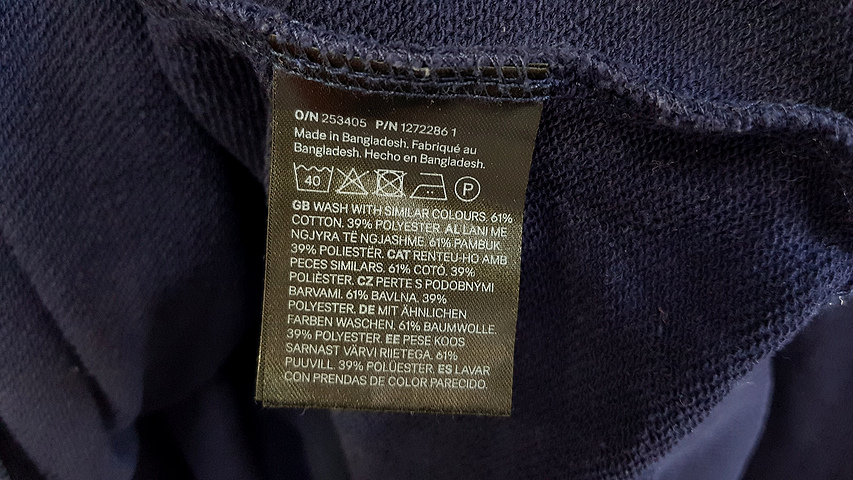 O/N 253405 P/N 1272286 1
Made in Bangladesh. Fabriqué au
Bangladesh. Hecho en Bangladesh.
40 P
GB WASH WITH SIMILAR COLOURS. 61%
COTTON. 39% POLYESTER. AL LANI ME
NGJYRA TË NGJASHME. 61% PAMBUK.
39% POLIESTËR. CAT RENTEU-HO AMB
PECES SIMILARS. 61% COTÓ. 39%
POLIÈSTER. CZ PERTE S PODOBNÝMI
BARVAMI. 61% BAVLNA. 39%
POLYESTER. DE MIT ÄHNLICHEN
FARBEN WASCHEN. 61% BAUMWOLLE.
39% POLYESTER. EE PESE KOOS
SARNAST VÄRVI RIIETEGA. 61%
PUUVILL. 39% POLÜESTER. ES LAVAR
CON PRENDAS DE COLOR PARECIDO.